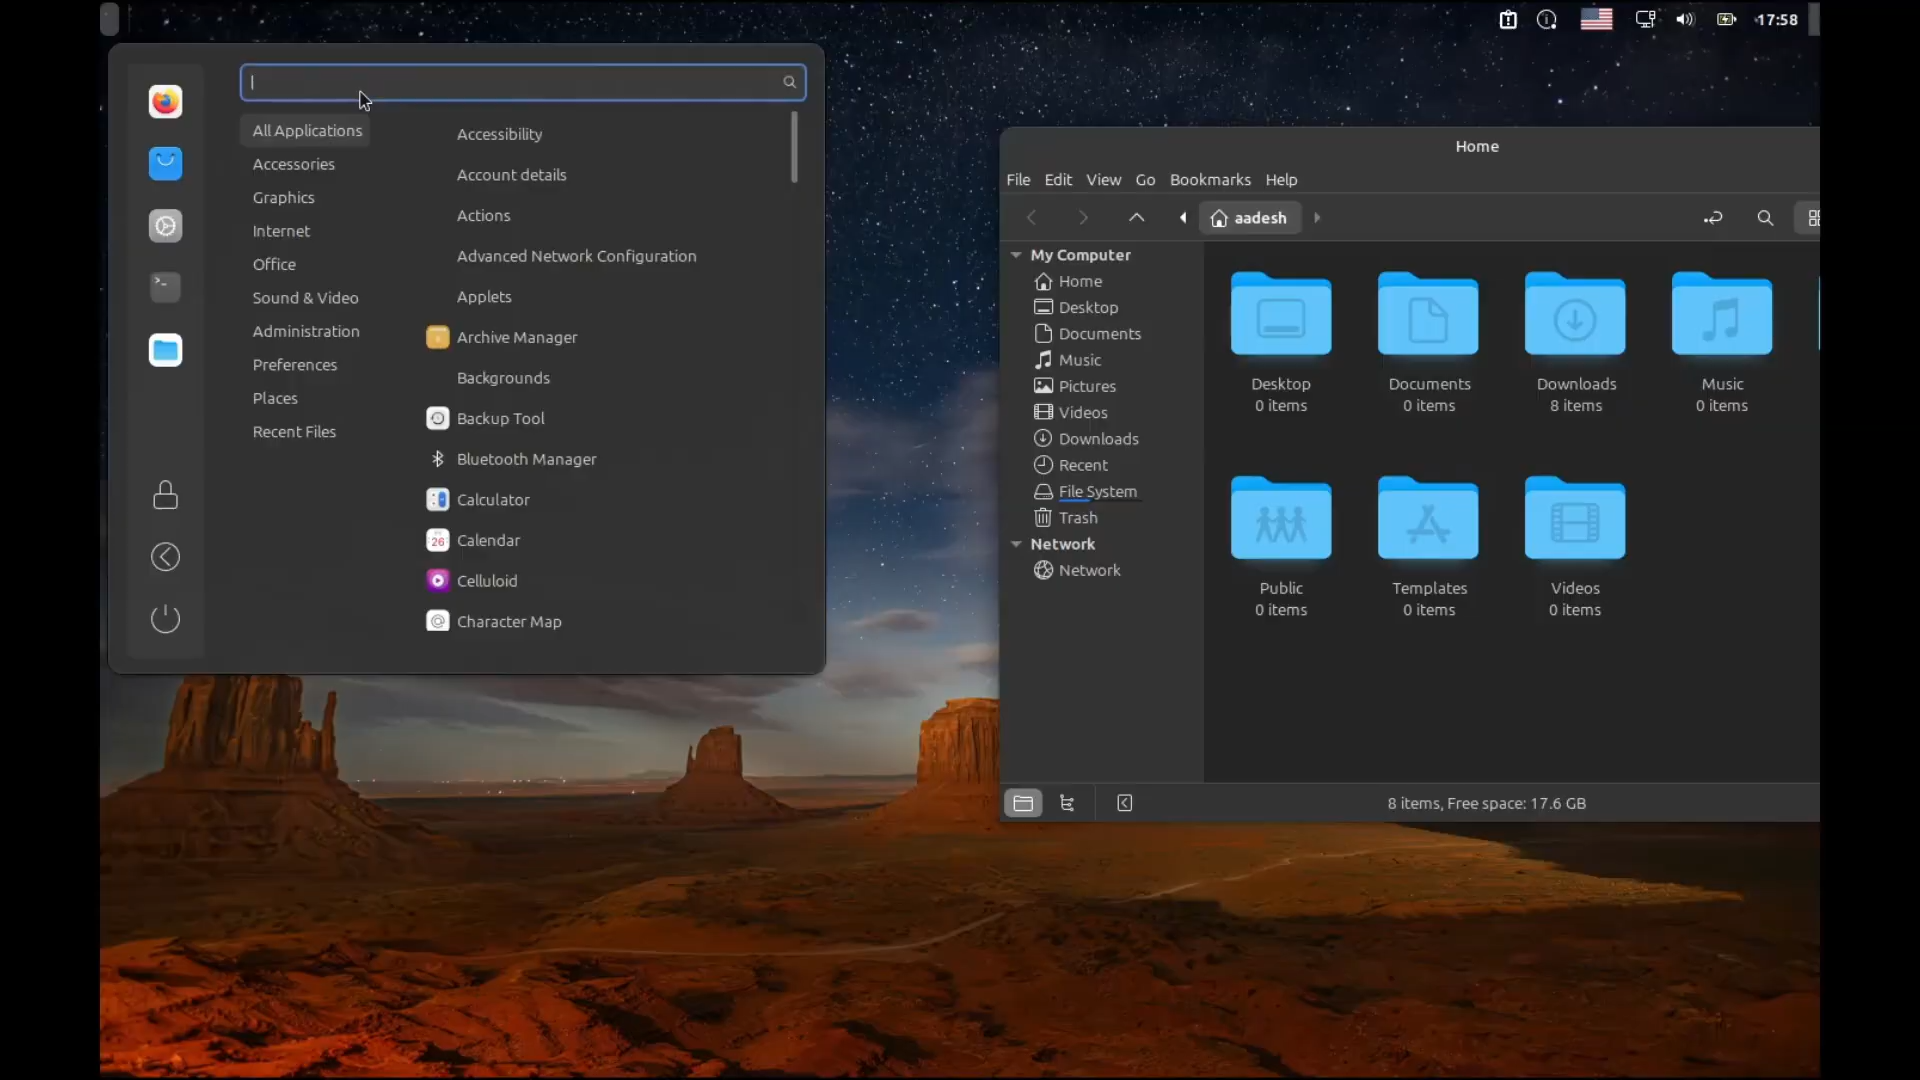 17:58
All Applications
Accessories
Graphics
Internet
Office
Sound & Video
Administration
Preferences
Places
Recent Files
Accessibility
Account details
Actions
Advanced Network Configuration
Applets
Archive Manager
Backgrounds
Backup Tool
Bluetooth Manager
Calculator
26
Calendar
Celluloid
Character Map
Home
File Edit View Go Bookmarks Help
aadesh
My Computer
Home
Desktop
Documents
Music
Pictures
Videos
Downloads
Recent
File System
Trash
Network
Network
Desktop
0 items
Documents
0 items
Downloads
8 items
Music
0 items
Public
0 items
Templates
0 items
Videos
0 items
8 items, Free space: 17.6 GB